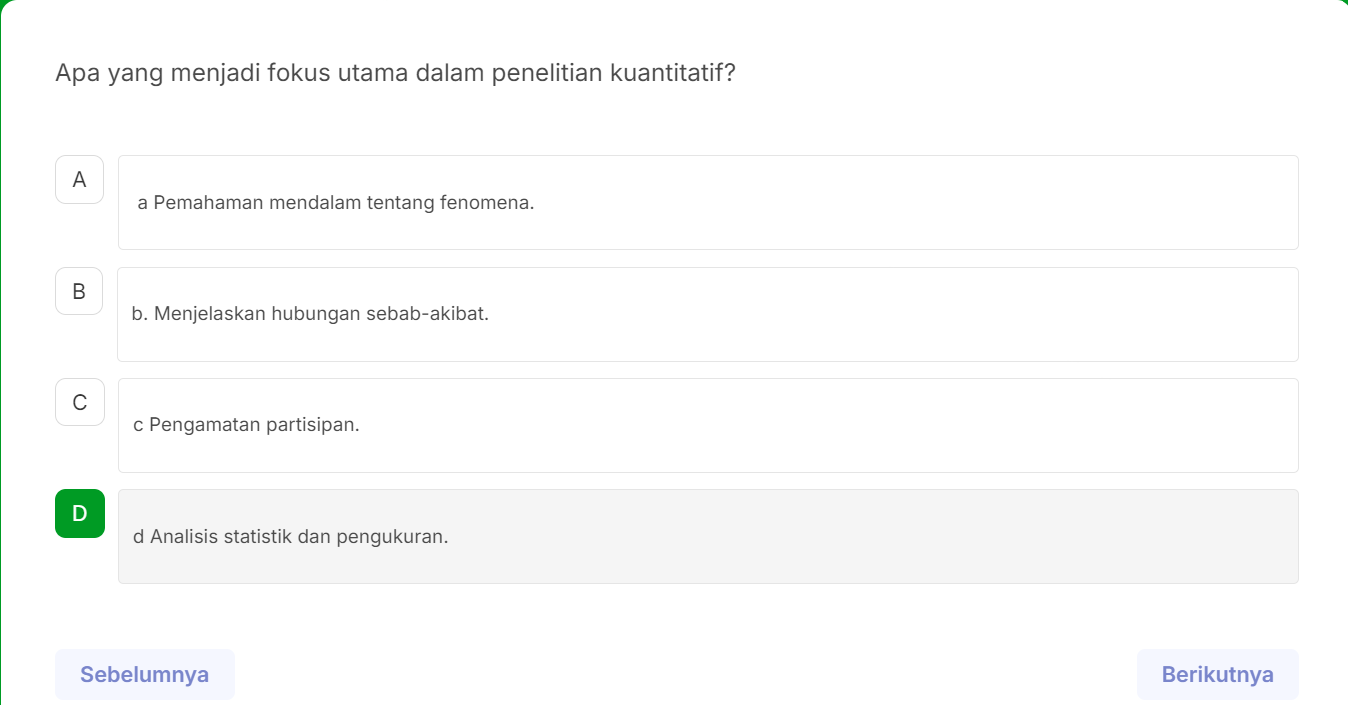 Apa yang menjadi fokus utama dalam penelitian kuantitatif?
A
a Pemahaman mendalam tentang fenomena.
B
b. Menjelaskan hubungan sebab-akibat.
C
c Pengamatan partisipan.
D
d Analisis statistik dan pengukuran.
Sebelumnya
Berikutnya